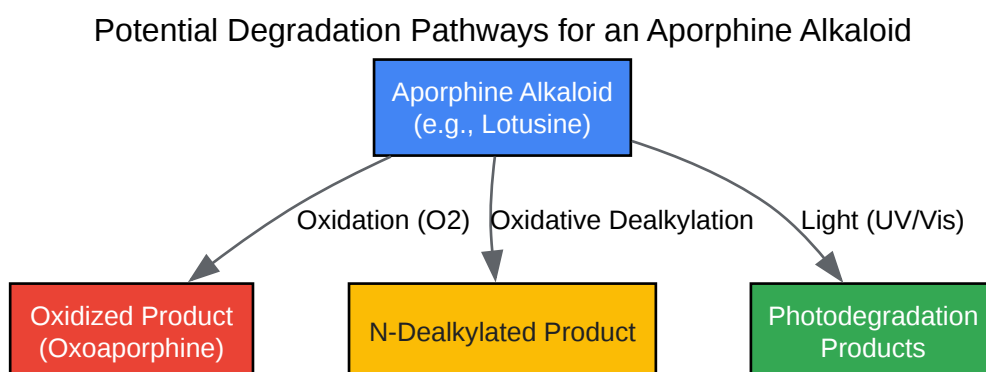 Potential Degradation Pathways for an Aporphine Alkaloid
Aporphine Alkaloid
(e.g., Lotusine)
Oxidation (O2)
Oxidative Dealkylation
Light (UV/Vis)
Oxidized Product
(Oxoaporphine)
N-Dealkylated Product
Photodegradation
Products